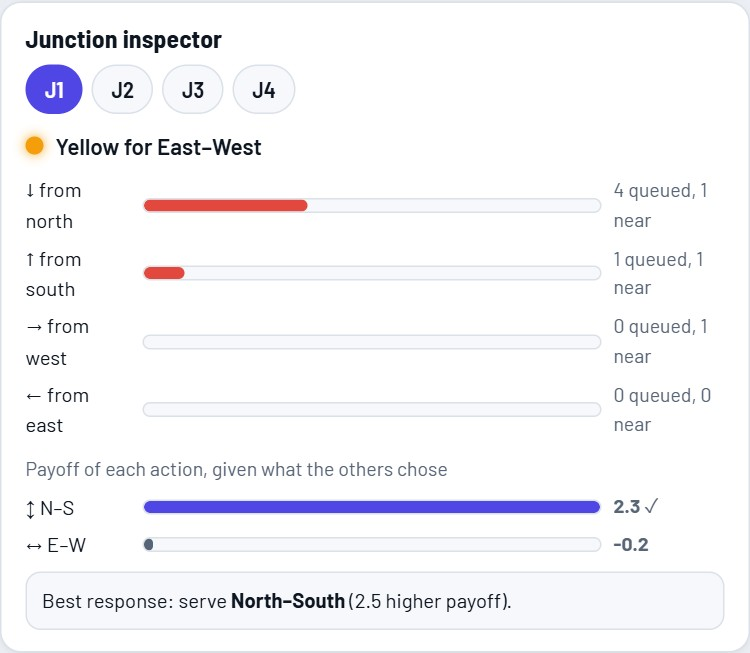 Junction inspector
J1 J2 J3 J4
Yellow for East–West
↓ from north 4 queued, 1 near
↑ from south 1 queued, 1 near
→ from west 0 queued, 1 near
← from east 0 queued, 0 near
Payoff of each action, given what the others chose
↕ N–S 2.3 ✓
↔ E–W -0.2
Best response: serve North–South (2.5 higher payoff).